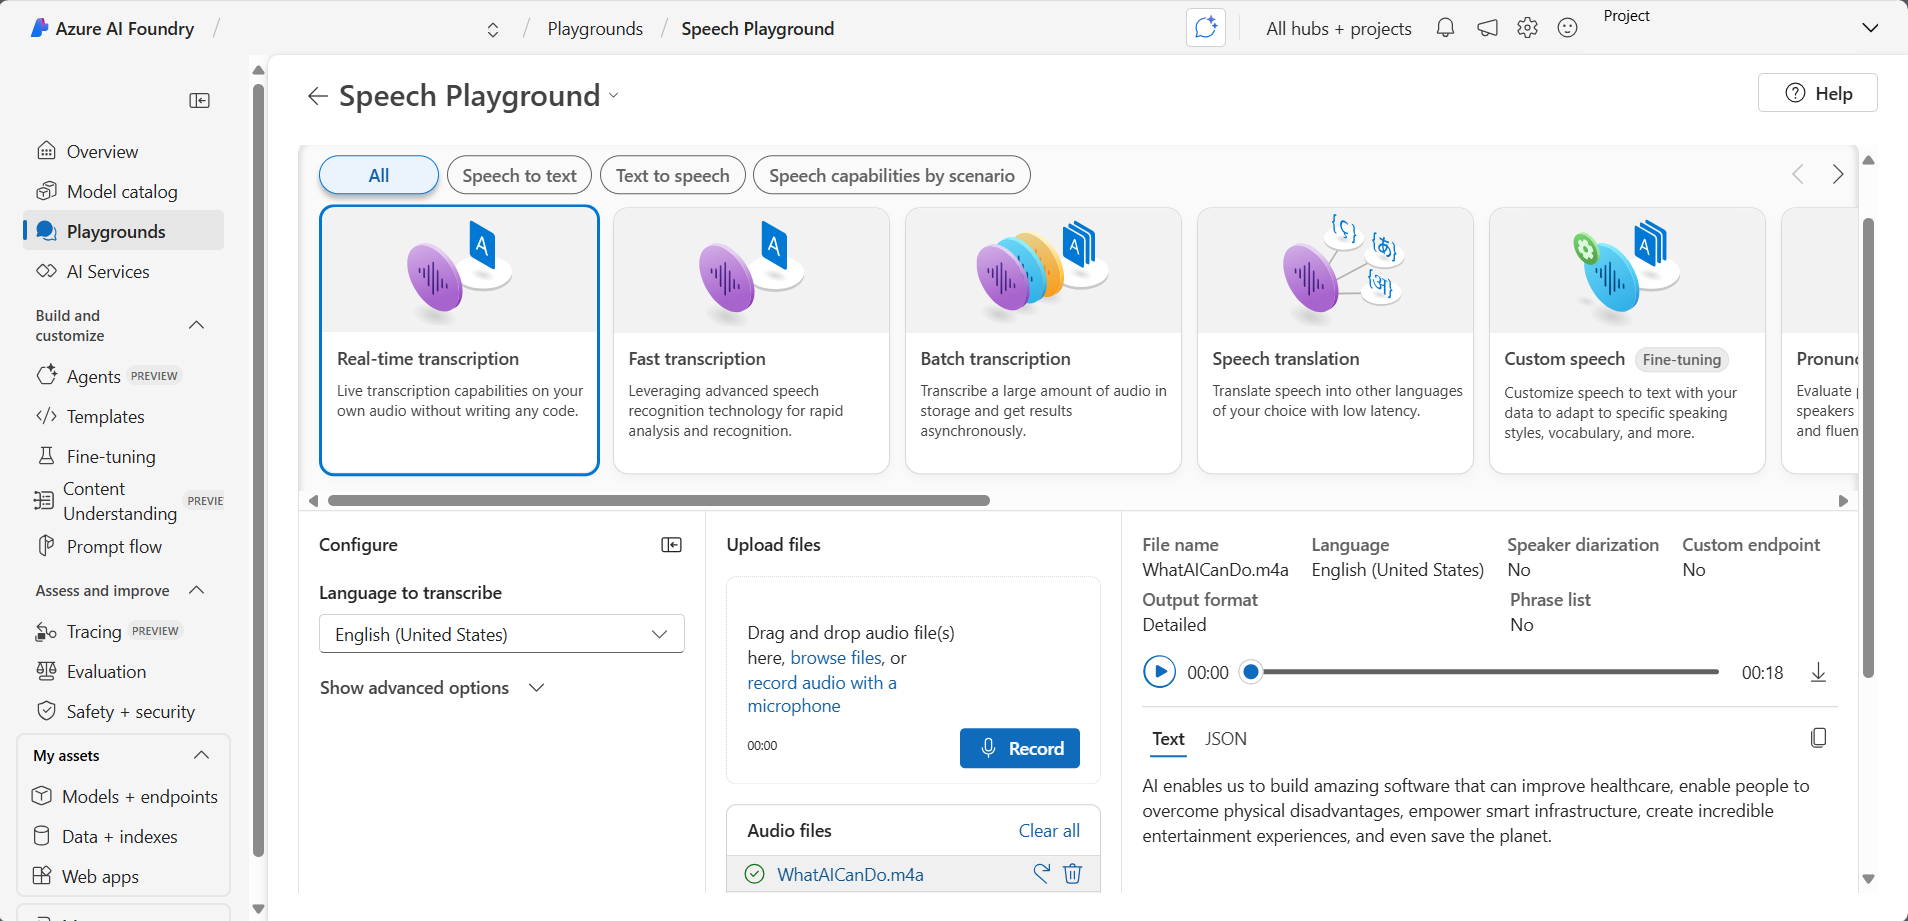 Azure AI Foundry / / Playgrounds / Speech Playground
All hubs + projects
Project
Speech Playground
Help
Overview
Model catalog
Playgrounds
AI Services
Build and
customize
Agents PREVIEW
Templates
Fine-tuning
Content
Understanding PREVIE
Prompt flow
Assess and improve
Tracing PREVIEW
Evaluation
Safety + security
My assets
Models + endpoints
Data + indexes
Web apps
All
Speech to text
Text to speech
Speech capabilities by scenario
A
Real-time transcription
Live transcription capabilities on your
own audio without writing any code.
A
Fast transcription
Leveraging advanced speech
recognition technology for rapid
analysis and recognition.
A
Batch transcription
Transcribe a large amount of audio in
storage and get results
asynchronously.
{ç}
{あ}
{अ}
Speech translation
Translate speech into other languages
of your choice with low latency.
A
Custom speech Fine-tuning
Customize speech to text with your
data to adapt to specific speaking
styles, vocabulary, and more.
Pronun
Evaluate
speakers
and fluen
Configure
Language to transcribe
English (United States)
Show advanced options
Upload files
Drag and drop audio file(s)
here, browse files, or
record audio with a
microphone
00:00
Record
Audio files
Clear all
WhatAICanDo.m4a
File name
WhatAICanDo.m4a
Language
English (United States)
Speaker diarization
No
Custom endpoint
No
Output format
Detailed
Phrase list
No
00:00
00:18
Text
JSON
AI enables us to build amazing software that can improve healthcare, enable people to
overcome physical disadvantages, empower smart infrastructure, create incredible
entertainment experiences, and even save the planet.